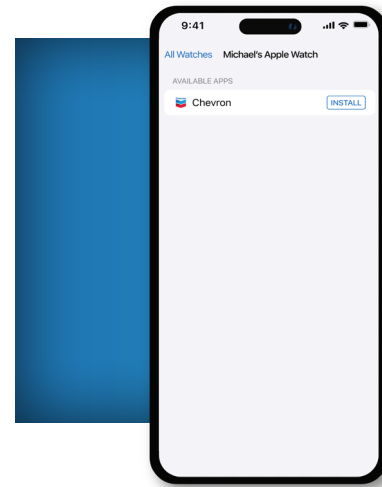 9:41
All Watches Michael's Apple Watch
AVAILABLE APPS
Chevron INSTALL